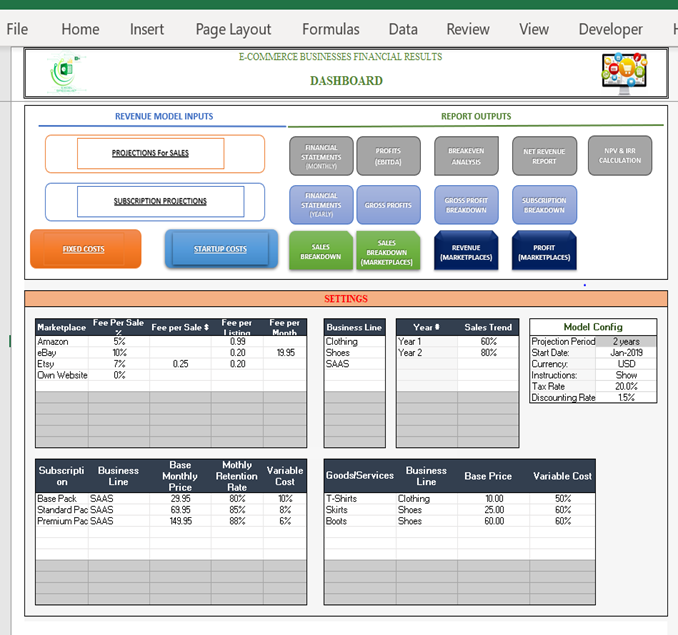 File Home Insert Page Layout Formulas Data Review View Developer
E-COMMERCE BUSINESSES FINANCIAL RESULTS
DASHBOARD
REVENUE MODEL INPUTS
REPORT OUTPUTS
PROJECTIONS For SALES
FINANCIAL STATEMENTS (MONTHLY)
PROFITS (EBITDA)
BREAKEVEN ANALYSIS
NET REVENUE REPORT
NPV & IRR CALCULATION
SUBSCRIPTION PROJECTIONS
FINANCIAL STATEMENTS (YEARLY)
GROSS PROFITS
GROSS PROFIT BREAKDOWN
SUBSCRIPTION BREAKDOWN
FIXED COSTS
STARTUP COSTS
SALES BREAKDOWN
SALES BREAKDOWN (MARKETPLACES)
REVENUE (MARKETPLACES)
PROFIT (MARKETPLACES)
SETTINGS
Marketplace Fee Per Sale % Fee per Sale $ Fee per Listing Fee per Month
Amazon 5% 0.99
eBay 10% 0.20 19.95
Etsy 7% 0.25 0.20
Own Website 0%
Business Line
Clothing
Shoes
SAAS
Year # Sales Trend
Year 1 60%
Year 2 80%
Model Config
Projection Period 2 years
Start Date: Jan-2019
Currency: USD
Instructions: Show
Tax Rate 20.0%
Discounting Rate 1.5%
Subscripti on Business Line Base Monthly Price Mothly Retention Rate Variable Cost
Base Pack SAAS 29.95 80% 10%
Standard Pac SAAS 69.95 85% 8%
Premium Pac SAAS 149.95 88% 6%
Goods/Services Business Line Base Price Variable Cost
T-Shirts Clothing 10.00 50%
Skirts Shoes 25.00 60%
Boots Shoes 60.00 60%